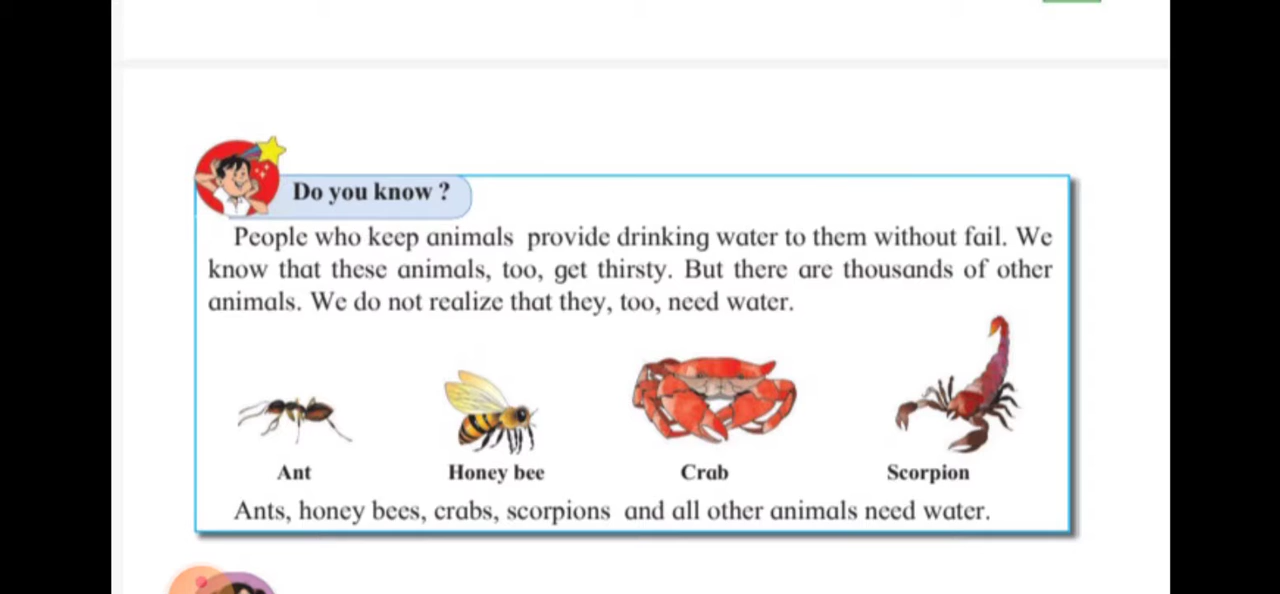 Do you know ?
People who keep animals provide drinking water to them without fail. We
know that these animals, too, get thirsty. But there are thousands of other
animals. We do not realize that they, too, need water.
Ant
Honey bee
Crab
Scorpion
Ants, honey bees, crabs, scorpions and all other animals need water.